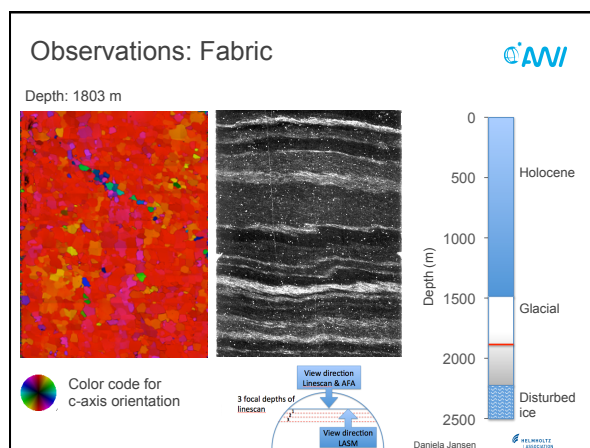 Observations: Fabric
AWI
Depth: 1803 m
0
500
1000
1500
2000
2500
Depth (m)
Holocene
Glacial
Disturbed
ice
Color code for
c-axis orientation
3 focal depths of
linescan
View direction
Linescan & AFA
View direction
LASM
Daniela Jansen
HELMHOLTZ
ASSOCIATION